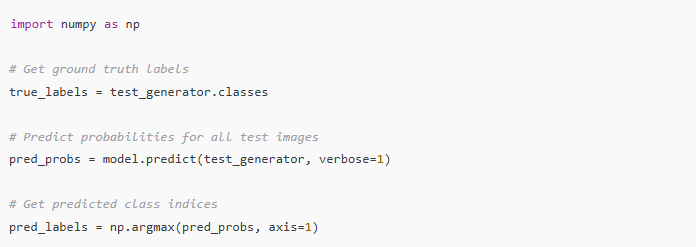 import numpy as np
# Get ground truth labels
true_labels = test_generator.classes
# Predict probabilities for all test images
pred_probs = model.predict(test_generator, verbose=1)
# Get predicted class indices
pred_labels = np.argmax(pred_probs, axis=1)